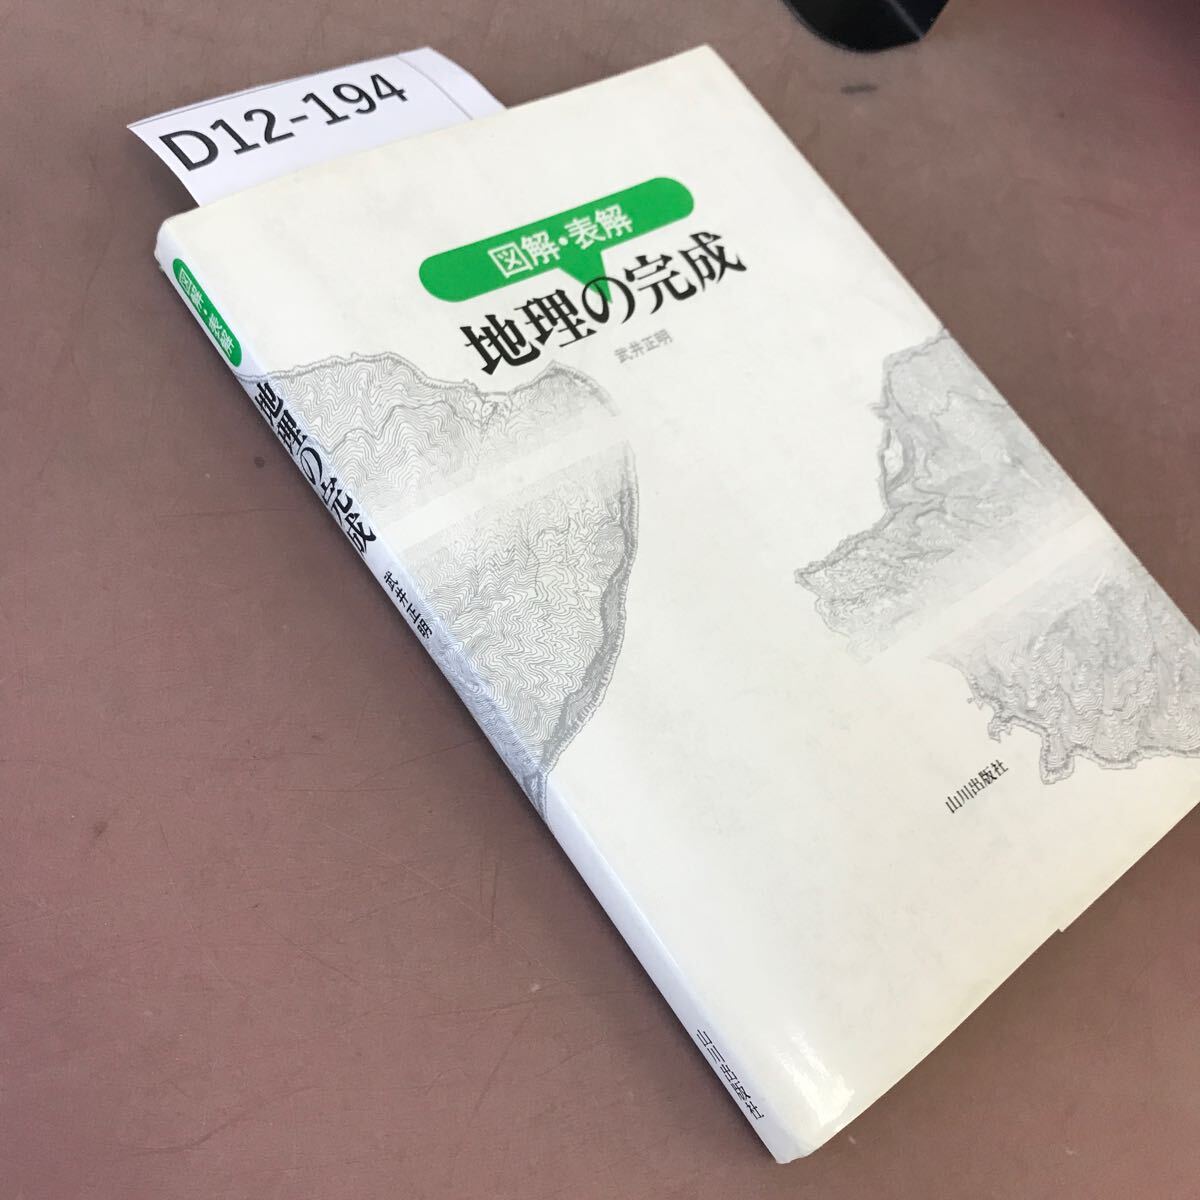 D12-194
図解・表解
地理の完成
武井正明
山川出版社
図解・表解
地理の完成
武井正明
山川出版社